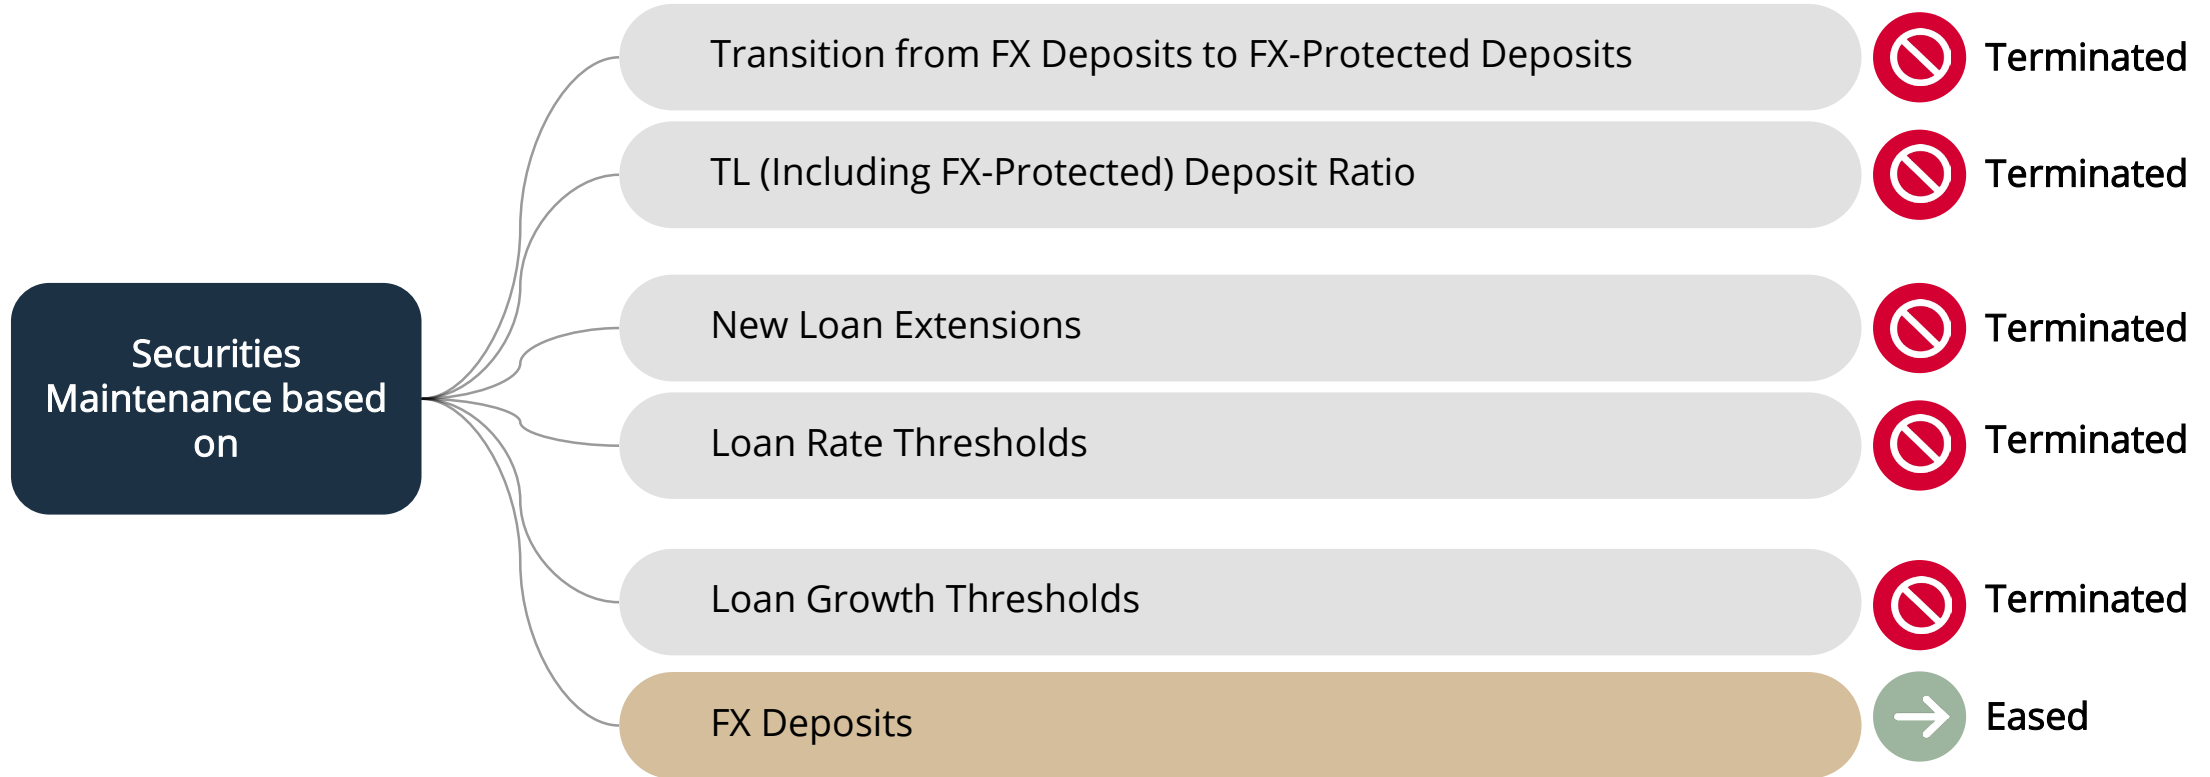 Securities
Maintenance based
on
Transition from FX Deposits to FX-Protected Deposits
Terminated
TL (Including FX-Protected) Deposit Ratio
Terminated
New Loan Extensions
Terminated
Loan Rate Thresholds
Terminated
Loan Growth Thresholds
Terminated
FX Deposits
Eased